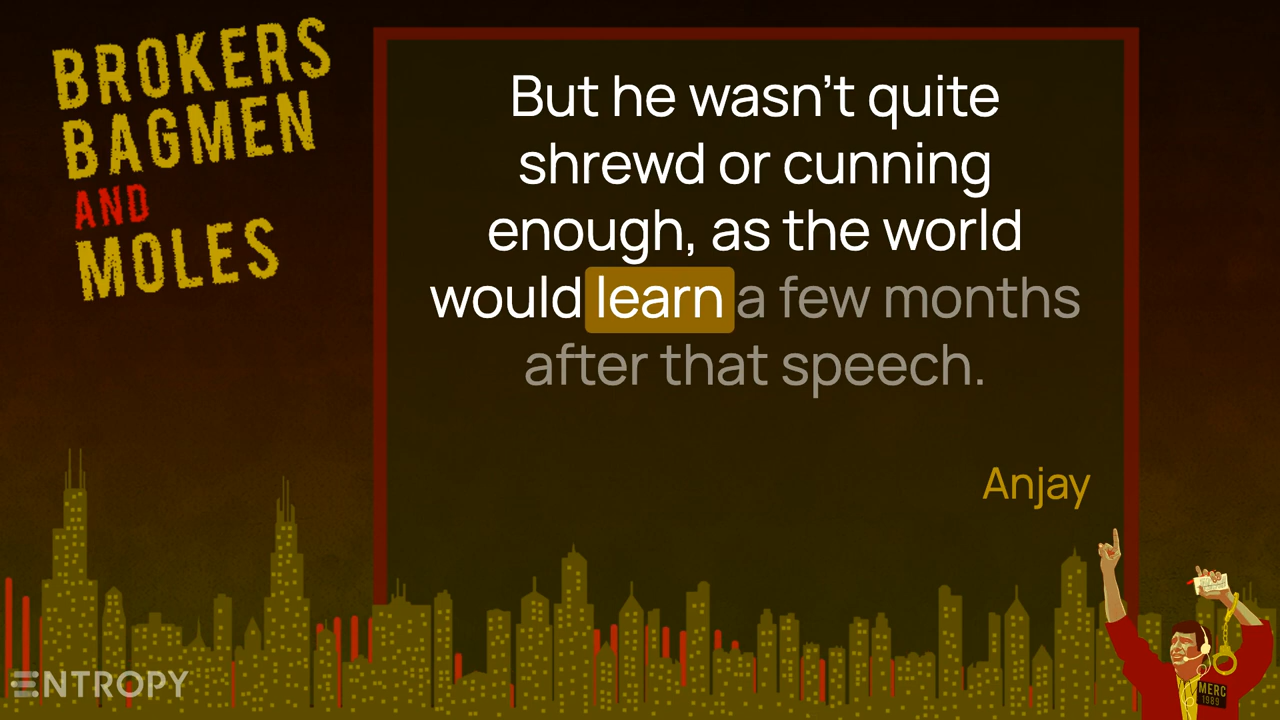 BROKERS
BAGMEN
AND
MOLES
But he wasn’t quite
shrewd or cunning
enough, as the world
would learn a few months
after that speech.
Anjay
ENTROPY
MERC
1989